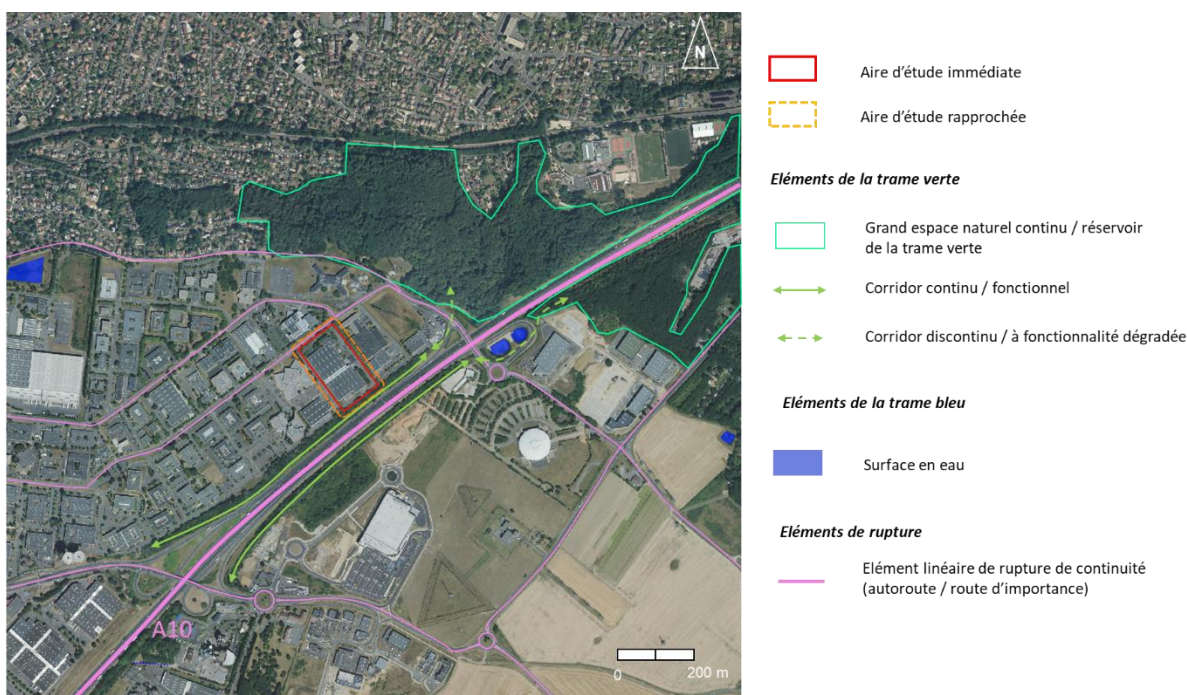 N
A10
0
200 m
Aire d'étude immédiate
Aire d'étude rapprochée
Eléments de la trame verte
Grand espace naturel continu / réservoir
de la trame verte
Corridor continu / fonctionnel
Corridor discontinu / à fonctionnalité dégradée
Eléments de la trame bleu
Surface en eau
Eléments de rupture
Elément linéaire de rupture de continuité
(autoroute / route d'importance)